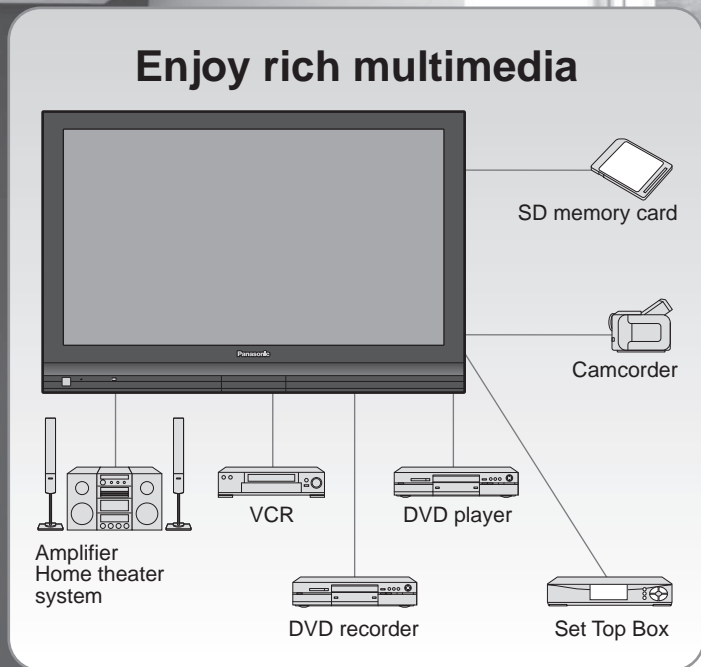 Enjoy rich multimedia
SD memory card
Panasonic
Camcorder
VCR
DVD player
Amplifier
Home theater
system
DVD recorder
Set Top Box